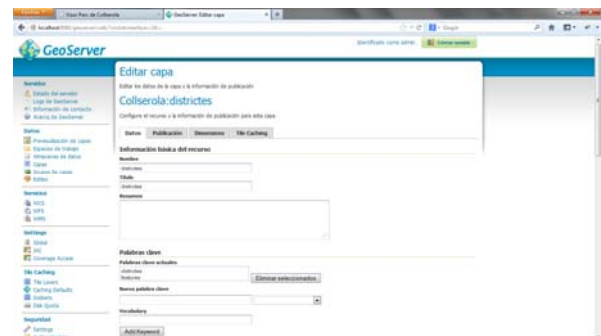 Visor Parc de Collserola
GeoServer: Editar capa
Google
GeoServer
Identificado como admin.
Cerrar sesión
Editar capa
Editar los datos de la capa y la información de publicación
Collserola:districtes
Configure el recurso y la información de publicación para esta capa.
Datos Publicación Dimensions Tile Caching
Información básica del recurso
Nombre
districtes
Título
districtes
Resumen
Palabras clave
Palabras clave actuales
districtes
features
Eliminar seleccionados
Nueva palabra clave
Vocabulary
Add Keyword
Servidor
Estado del servidor
Logs de GeoServer
Información de contacto
Acerca de GeoServer
Datos
Previsualización de capas
Espacios de trabajo
Almacenes de datos
Capas
Grupos de capas
Estilos
Servicios
WCS
WFS
WMS
Settings
Global
JAI
Coverage Access
Tile Caching
Tile Layers
Caching Defaults
Gridsets
Disk Quota
Seguridad
Settings